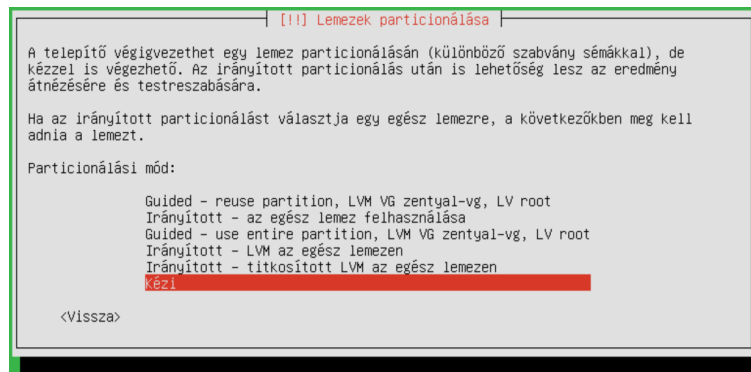 [!!] Lemezek particionálása
A telepítő végigvezethet egy lemez particionálásán (különböző szabvány sémákkal), de
kézzel is végezhető. Az irányított particionálás után is lehetőség lesz az eredmény
átnézésére és testreszabására.
Ha az irányított particionálást választja egy egész lemezre, a következőkben meg kell
adnia a lemezt.
Particionálási mód:
Guided - reuse partition, LVM VG zentyal-vg, LV root
Irányított - az egész lemez felhasználása
Guided - use entire partition, LVM VG zentyal-vg, LV root
Irányított - LVM az egész lemezen
Irányított - titkosított LVM az egész lemezen
Kézi
<Vissza>